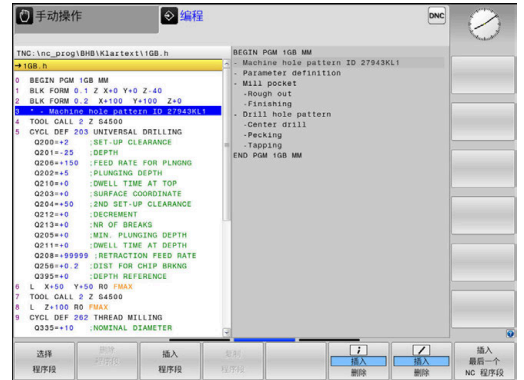 手动操作
编程
DNC
TNC:\nc_prog\BHB\Klartext\1GB.h
→1GB.h
0 BEGIN PGM 1GB MM
1 BLK FORM 0.1 Z X+0 Y+0 Z-40
2 BLK FORM 0.2 X+100 Y+100 Z+0
3 * - Machine hole pattern ID 27943KL1
4 TOOL CALL 2 Z S4500
5 CYCL DEF 203 UNIVERSAL DRILLING
Q200=+2 ;SET-UP CLEARANCE
Q201=-25 ;DEPTH
Q206=+150 ;FEED RATE FOR PLNGNG
Q202=+5 ;PLUNGING DEPTH
Q210=+0 ;DWELL TIME AT TOP
Q203=+0 ;SURFACE COORDINATE
Q204=+50 ;2ND SET-UP CLEARANCE
Q212=+0 ;DECREMENT
Q213=+0 ;NR OF BREAKS
Q205=+0 ;MIN. PLUNGING DEPTH
Q211=+0 ;DWELL TIME AT DEPTH
Q208=+99999 ;RETRACTION FEED RATE
Q256=+0.2 ;DIST FOR CHIP BRKNG
Q395=+0 ;DEPTH REFERENCE
6 L X+50 Y+50 R0 FMAX
7 TOOL CALL 2 Z S4500
8 L Z+100 R0 FMAX
9 CYCL DEF 262 THREAD MILLING
Q335=+10 ;NOMINAL DIAMETER
BEGIN PGM 1GB MM
- Machine hole pattern ID 27943KL1
- Parameter definition
- Mill pocket
-Rough out
-Finishing
- Drill hole pattern
-Center drill
-Pecking
-Tapping
END PGM 1GB MM
选择
程序段
删除
程序段
插入
程序段
复制
程序段
插入
删除
插入
删除
插入
最后一个
NC 程序段